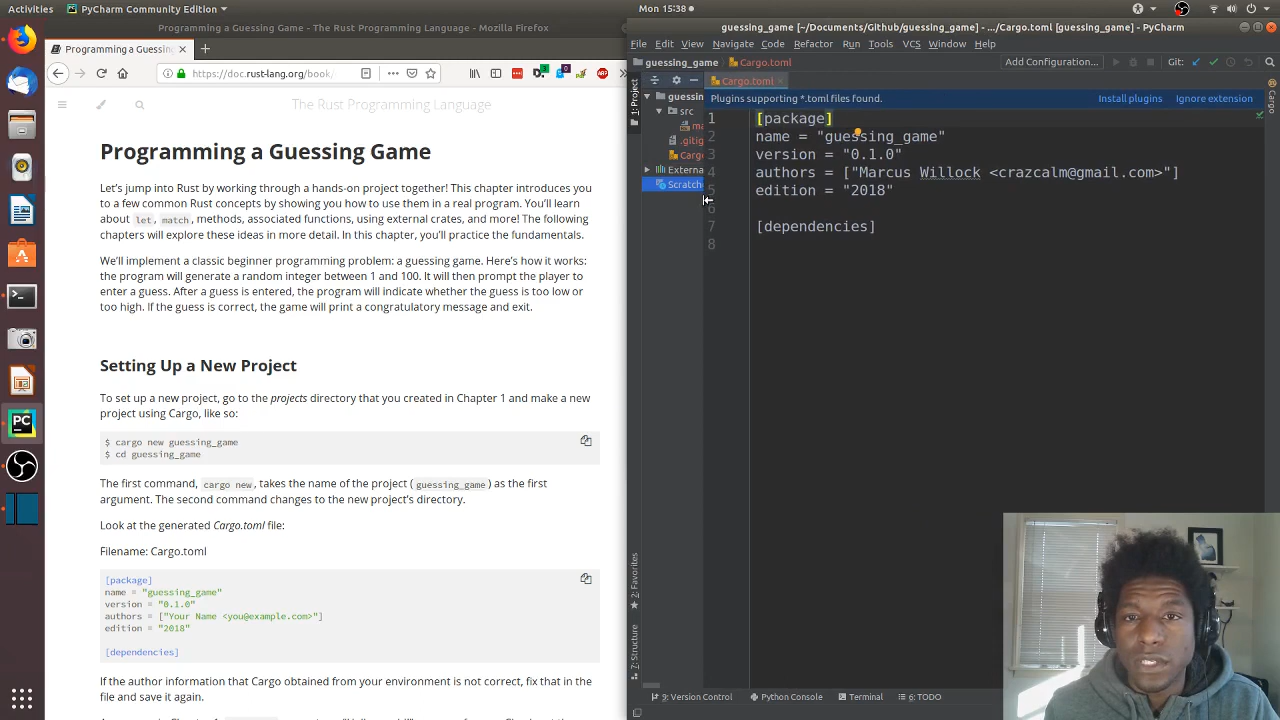 Activities PyCharm Community Edition Mon 15:38
Programming a Guessing Game - The Rust Programming Language - Mozilla Firefox
Programming a Guessin
https://doc.rust-lang.org/book/
The Rust Programming Language
Programming a Guessing Game
Let's jump into Rust by working through a hands-on project together! This chapter introduces you
to a few common Rust concepts by showing you how to use them in a real program. You'll learn
about let, match, methods, associated functions, using external crates, and more! The following
chapters will explore these ideas in more detail. In this chapter, you'll practice the fundamentals.
We'll implement a classic beginner programming problem: a guessing game. Here's how it works:
the program will generate a random integer between 1 and 100. It will then prompt the player to
enter a guess. After a guess is entered, the program will indicate whether the guess is too low or
too high. If the guess is correct, the game will print a congratulatory message and exit.
Setting Up a New Project
To set up a new project, go to the projects directory that you created in Chapter 1 and make a new
project using Cargo, like so:
$ cargo new guessing_game
$ cd guessing_game
The first command, cargo new, takes the name of the project (guessing_game) as the first
argument. The second command changes to the new project's directory.
Look at the generated Cargo.toml file:
Filename: Cargo.toml
[package]
name = "guessing_game"
version = "0.1.0"
authors = ["Your Name <you@example.com>"]
edition = "2018"
[dependencies]
If the author information that Cargo obtained from your environment is not correct, fix that in the
file and save it again.
guessing_game [~/Documents/Github/guessing_game] - .../Cargo.toml [guessing_game] - PyCharm
File Edit View Navigate Code Refactor Run Tools VCS Window Help
guessing_game Cargo.toml Add Configuration... Git:
1: Project
guessin
src
ma
.gitig
Cargo
Externa
Scratch
Cargo.toml
Plugins supporting *.toml files found. Install plugins Ignore extension
1 [package]
2 name = "guessing_game"
3 version = "0.1.0"
4 authors = ["Marcus Willock <crazcalm@gmail.com>"]
5 edition = "2018"
6
7 [dependencies]
8
Cargo
2: Favorites
7: Structure
9: Version Control Python Console Terminal 6: TODO